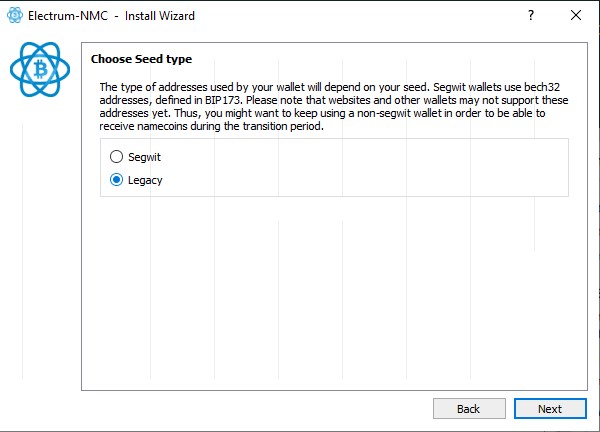 Electrum-NMC - Install Wizard
?
Choose Seed type
The type of addresses used by your wallet will depend on your seed. Segwit wallets use bech32
addresses, defined in BIP173. Please note that websites and other wallets may not support these
addresses yet. Thus, you might want to keep using a non-segwit wallet in order to be able to
receive namecoins during the transition period.
Segwit
Legacy
Back
Next